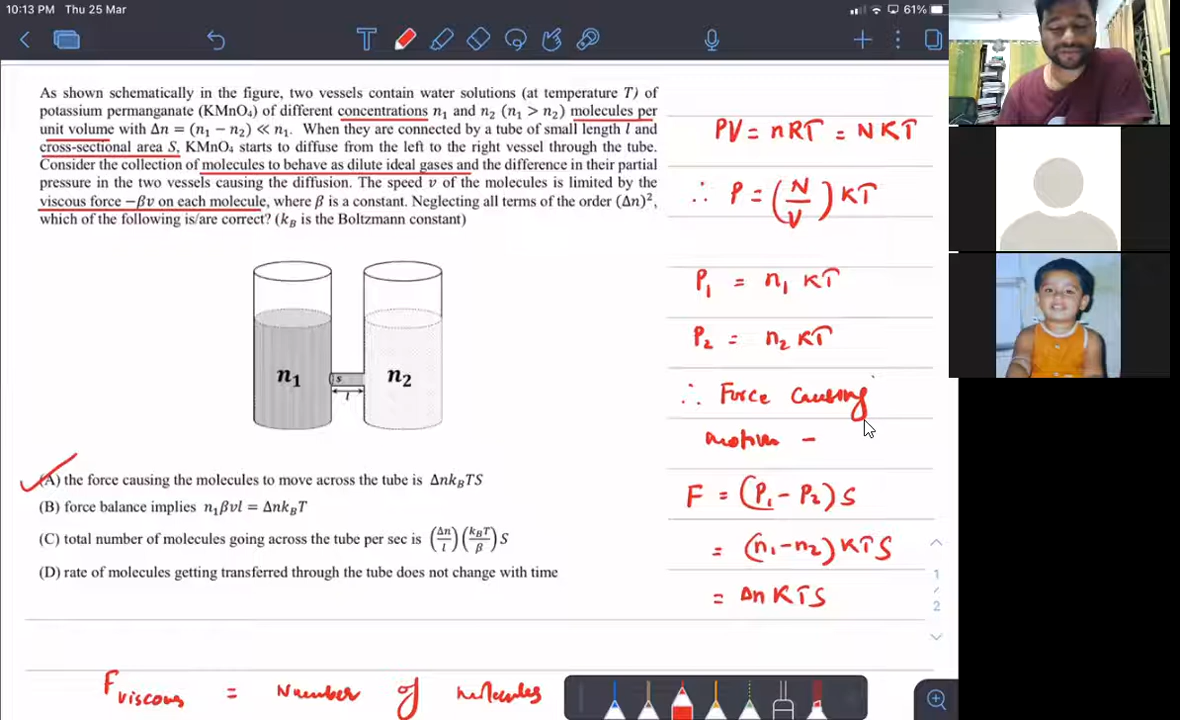 10:13 PM Thu 25 Mar
61%
As shown schematically in the figure, two vessels contain water solutions (at temperature T) of
potassium permanganate (KMnO₄) of different concentrations n₁ and n₂ (n₁ > n₂) molecules per
unit volume with Δn = (n₁ − n₂) ≪ n₁. When they are connected by a tube of small length l and
cross-sectional area S, KMnO₄ starts to diffuse from the left to the right vessel through the tube.
Consider the collection of molecules to behave as dilute ideal gases and the difference in their partial
pressure in the two vessels causing the diffusion. The speed v of the molecules is limited by the
viscous force −βv on each molecule, where β is a constant. Neglecting all terms of the order (Δn)²,
which of the following is/are correct? (k_B is the Boltzmann constant)
n₁
s
l
n₂
(A) the force causing the molecules to move across the tube is Δnk_BTS
(B) force balance implies n₁βvl = Δnk_BT
(C) total number of molecules going across the tube per sec is (Δn/l)(k_BT/β)S
(D) rate of molecules getting transferred through the tube does not change with time
PV = nRT = NKT
∴ P = (N/V) KT
P₁ = n₁ KT
P₂ = n₂ KT
∴ Force causing
motion -
F = (P₁ - P₂) S
= (n₁-n₂) KTS
= Δn KTS
1
/
2
F viscous = Number of molecules